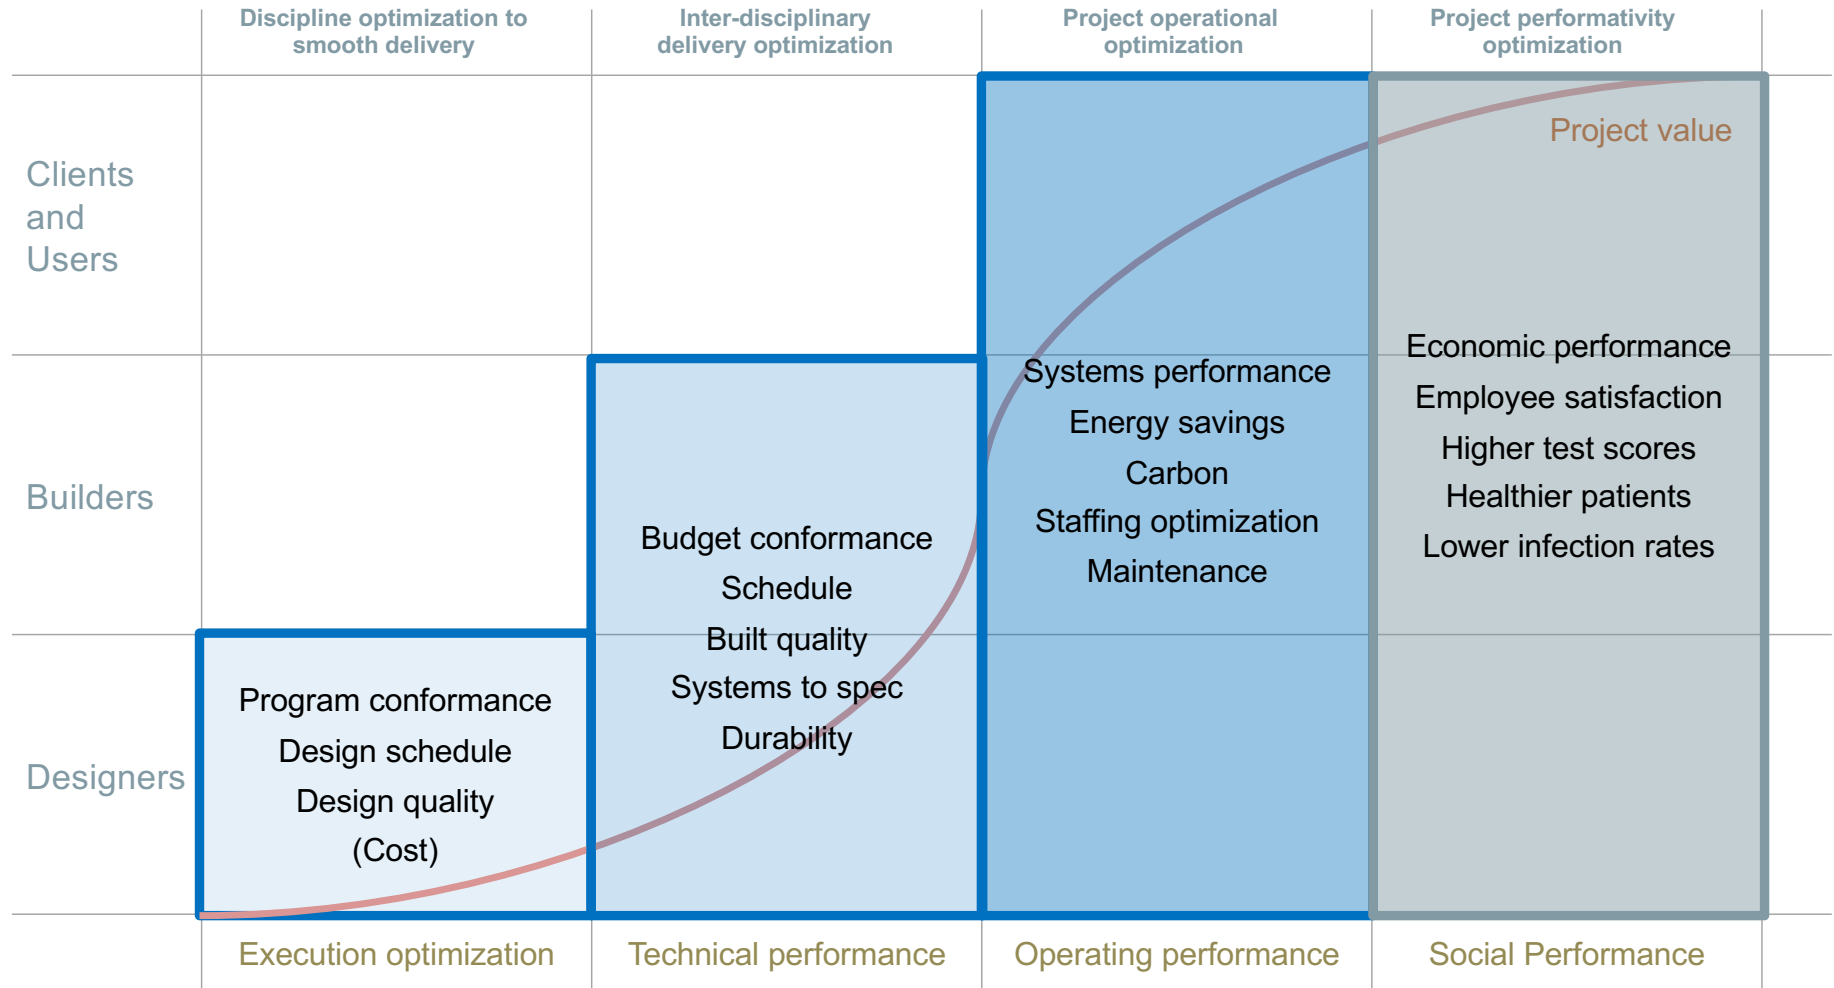 Discipline optimization to
smooth delivery
Inter-disciplinary
delivery optimization
Project operational
optimization
Project performativity
optimization
Clients
and
Users
Builders
Designers
Project value
Program conformance
Design schedule
Design quality
(Cost)
Budget conformance
Schedule
Built quality
Systems to spec
Durability
Systems performance
Energy savings
Carbon
Staffing optimization
Maintenance
Economic performance
Employee satisfaction
Higher test scores
Healthier patients
Lower infection rates
Execution optimization
Technical performance
Operating performance
Social Performance